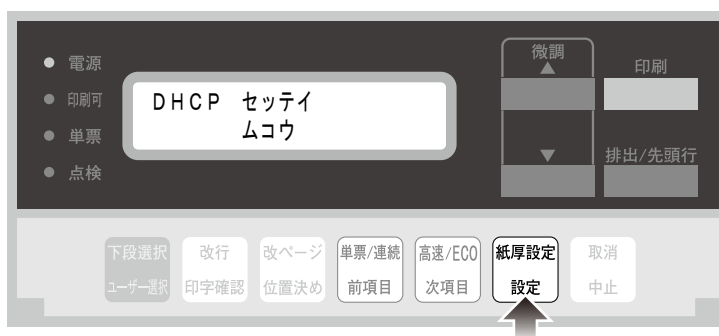 電源
印刷可
単票
点検
DHCP セッテイ
ムコウ
微調
▲
▼
印刷
排出/先頭行
下段選択
ユーザー選択
改行
印字確認
改ページ
位置決め
単票/連続
前項目
高速/ECO
次項目
紙厚設定
設定
取消
中止